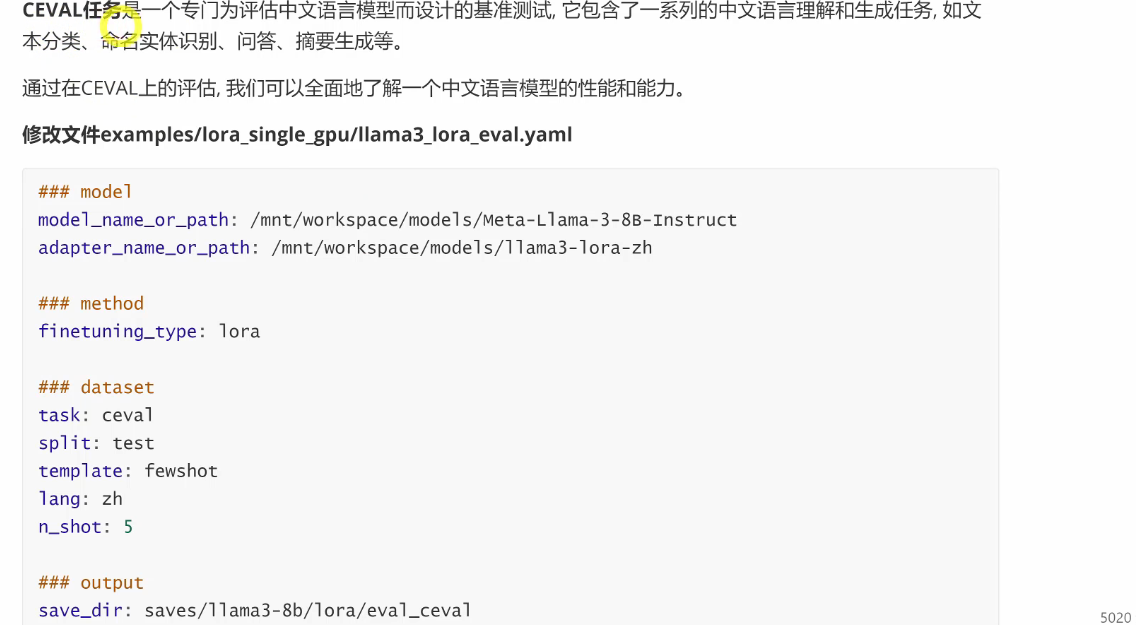 CEVAL任务是一个专门为评估中文语言模型而设计的基准测试, 它包含了一系列的中文语言理解和生成任务, 如文
本分类、命名实体识别、问答、摘要生成等。
通过在CEVAL上的评估, 我们可以全面地了解一个中文语言模型的性能和能力。
修改文件examples/lora_single_gpu/llama3_lora_eval.yaml
### model
model_name_or_path: /mnt/workspace/models/Meta-Llama-3-8B-Instruct
adapter_name_or_path: /mnt/workspace/models/llama3-lora-zh
### method
finetuning_type: lora
### dataset
task: ceval
split: test
template: fewshot
lang: zh
n_shot: 5
### output
save_dir: saves/llama3-8b/lora/eval_ceval
5020